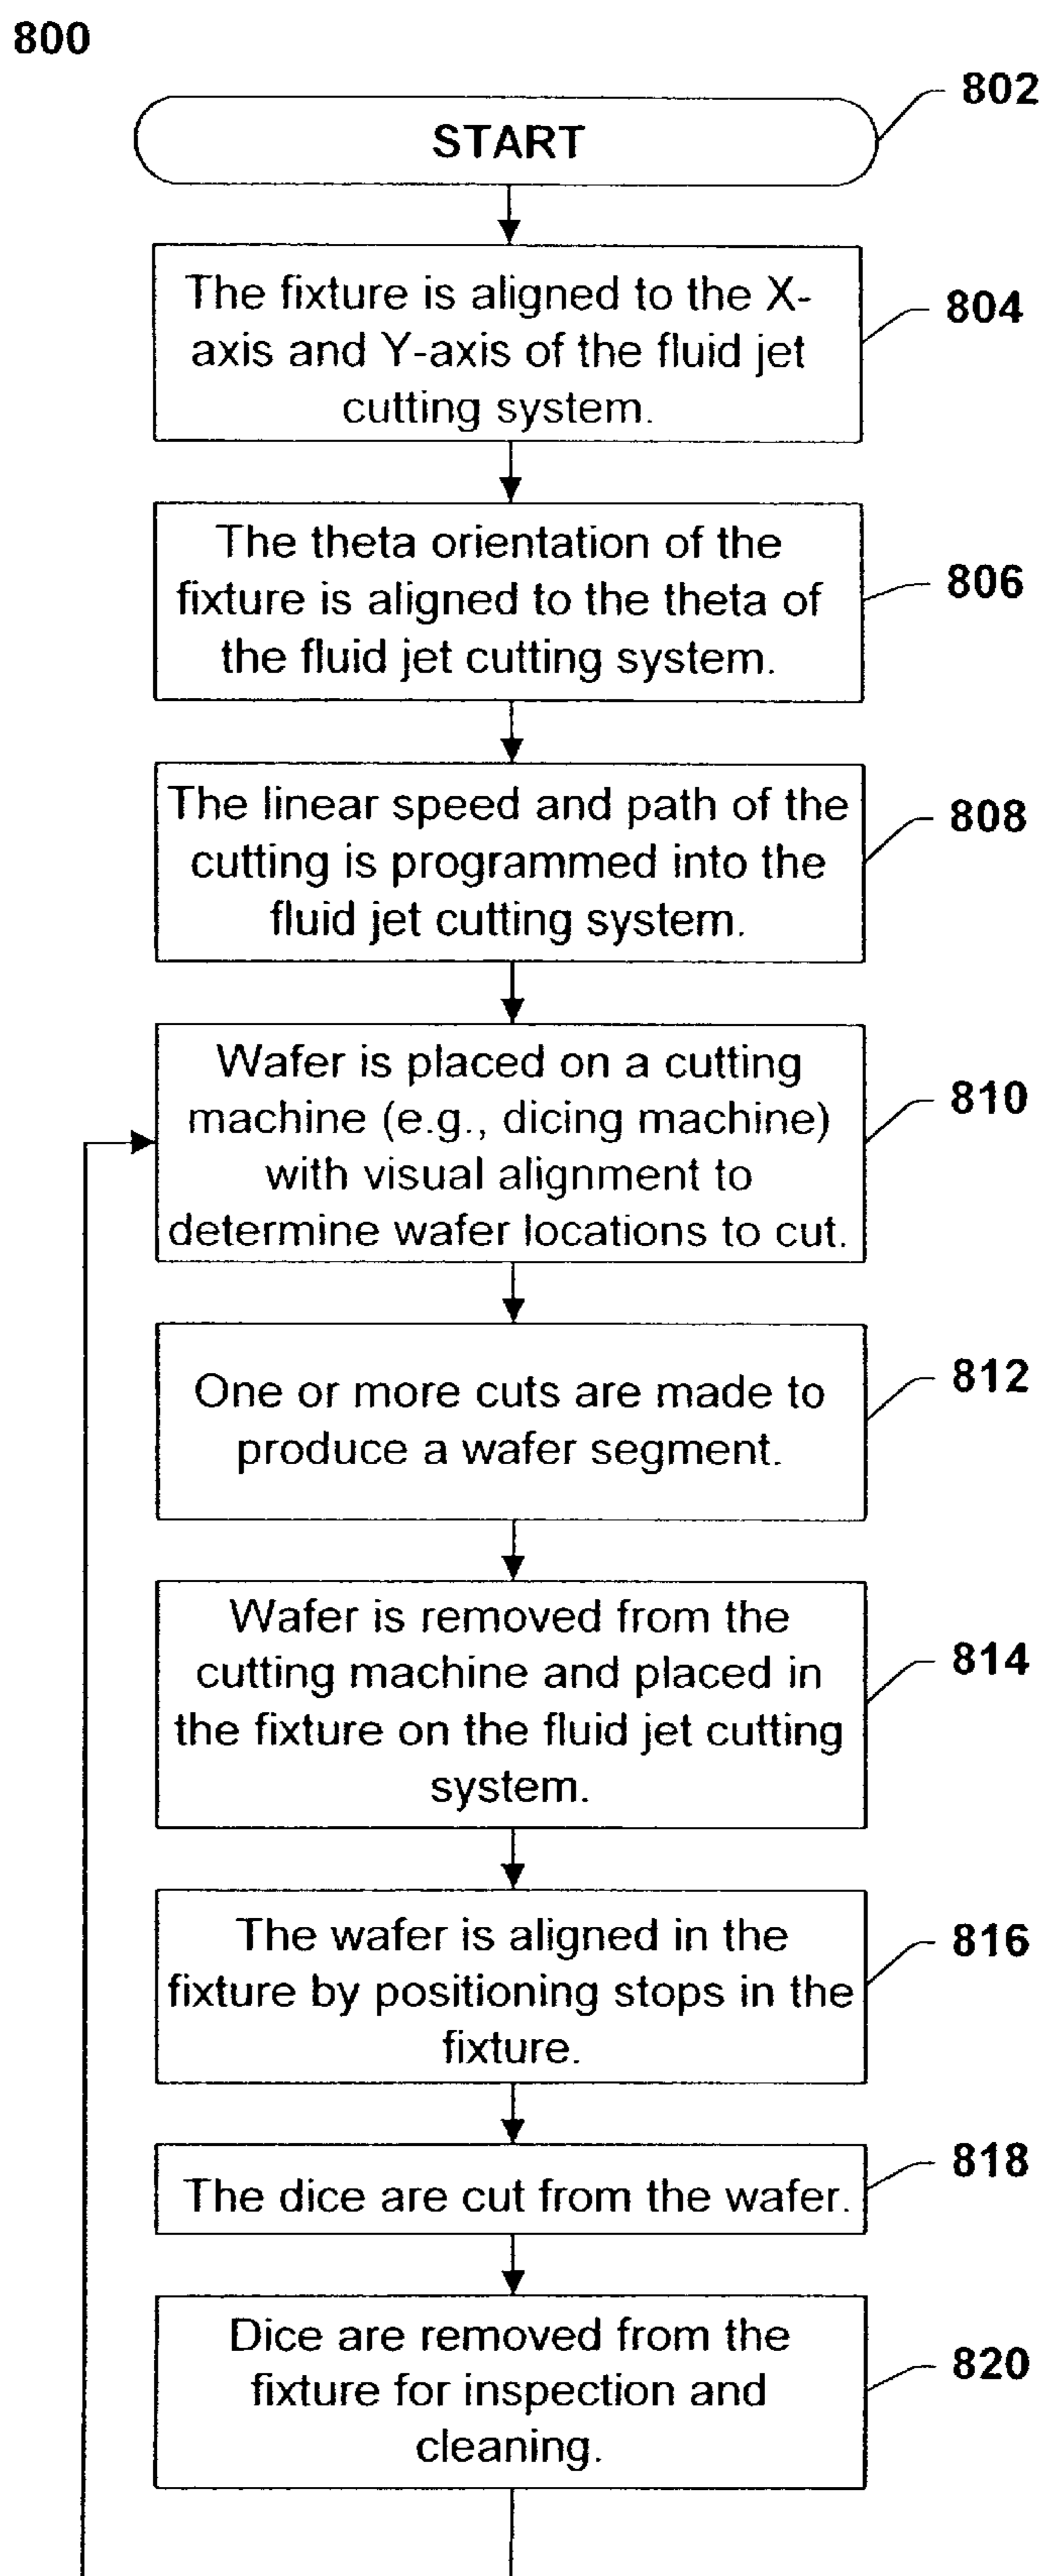 800
802
START
The fixture is aligned to the X-
axis and Y-axis of the fluid jet
cutting system.
804
The theta orientation of the
fixture is aligned to the theta of
the fluid jet cutting system.
806
The linear speed and path of the
cutting is programmed into the
fluid jet cutting system.
808
Wafer is placed on a cutting
machine (e.g., dicing machine)
with visual alignment to
determine wafer locations to cut.
810
One or more cuts are made to
produce a wafer segment.
812
Wafer is removed from the
cutting machine and placed in
the fixture on the fluid jet cutting
system.
814
The wafer is aligned in the
fixture by positioning stops in the
fixture.
816
The dice are cut from the wafer.
818
Dice are removed from the
fixture for inspection and
cleaning.
820